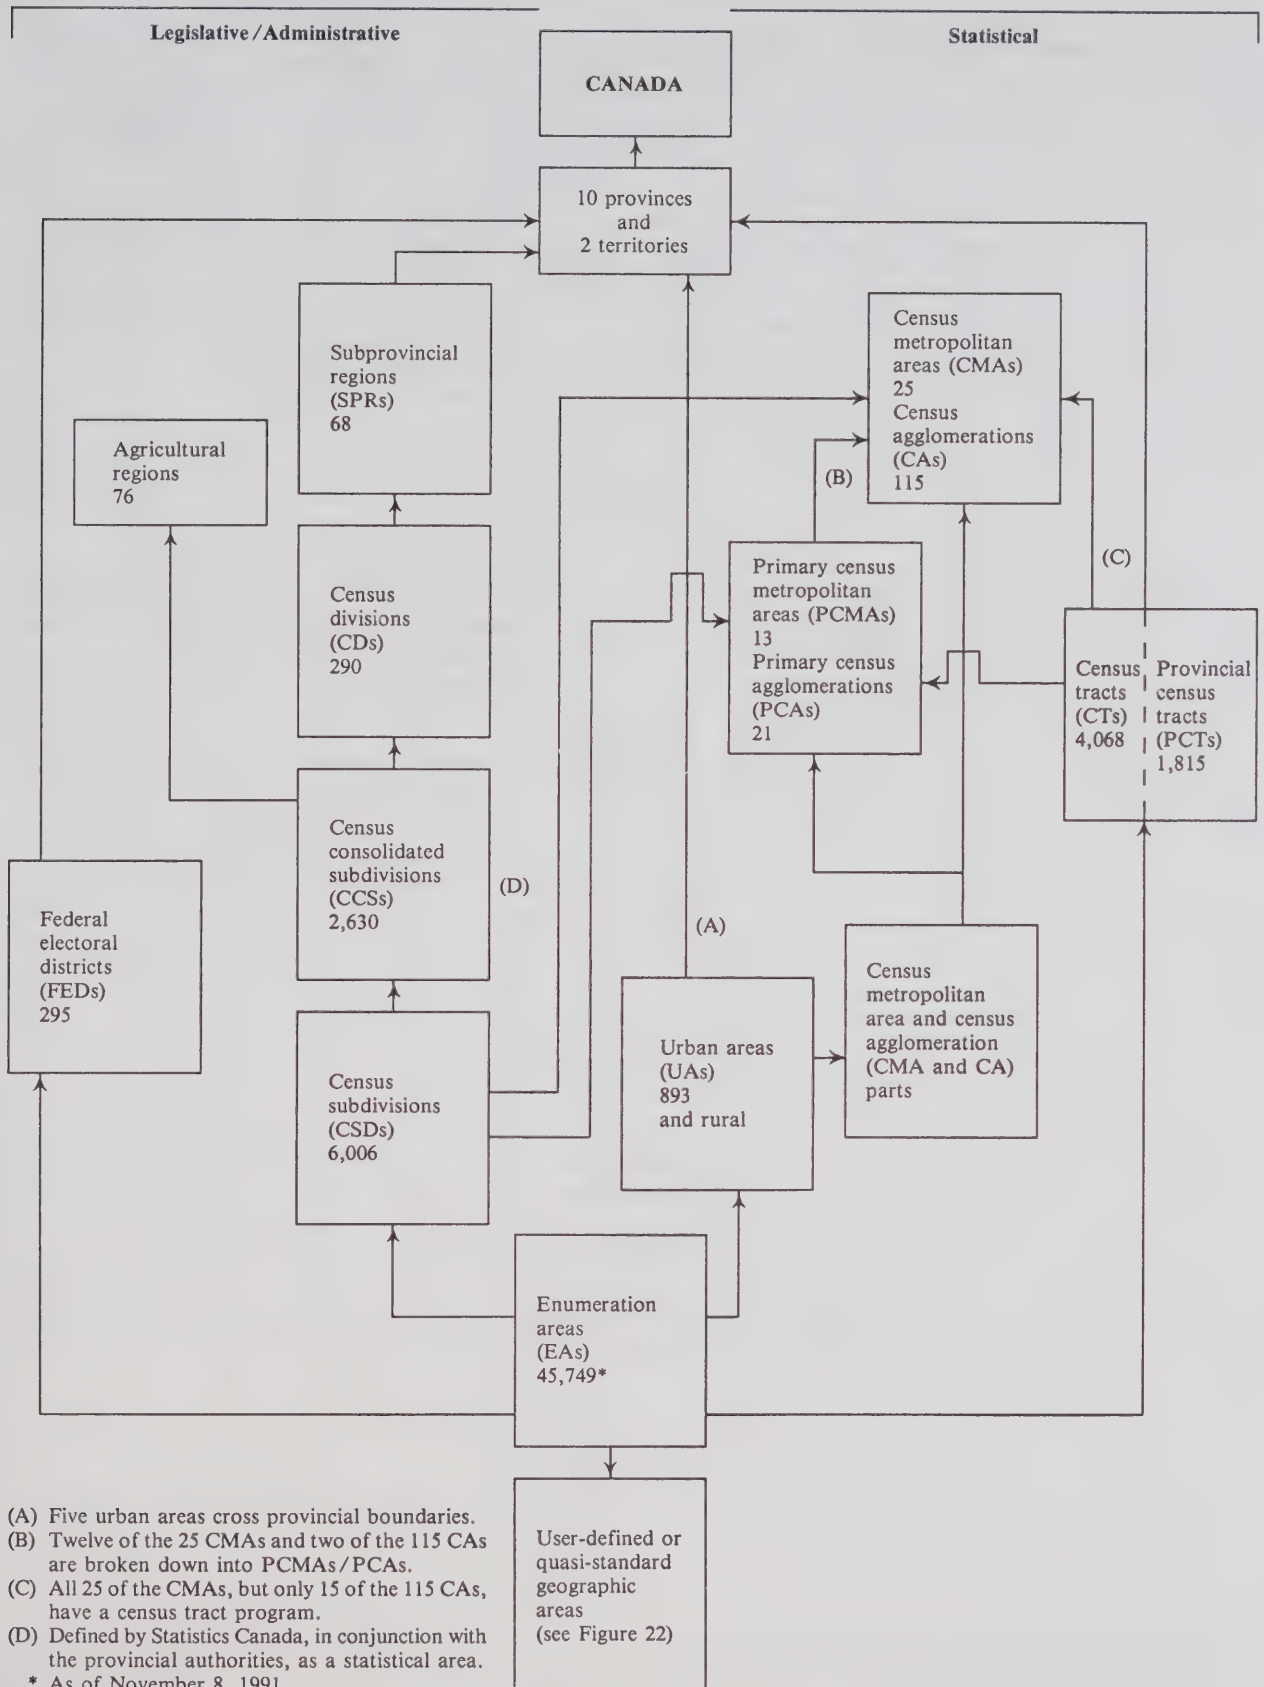 Legislative/Administrative
Statistical
CANADA
10 provinces
and
2 territories
Subprovincial
regions
(SPRs)
68
Census
metropolitan
areas (CMAs)
25
Census
agglomerations
(CAs)
115
Agricultural
regions
76
(B)
Census
divisions
(CDs)
290
Primary census
metropolitan
areas (PCMAs)
13
Primary census
agglomerations
(PCAs)
21
(C)
Census
tracts
(CTs)
4,068
Provincial
census
tracts
(PCTs)
1,815
Census
consolidated
subdivisions
(CCSs)
2,630
(D)
(A)
Federal
electoral
districts
(FEDs)
295
Census
subdivisions
(CSDs)
6,006
Urban areas
(UAs)
893
and rural
Census
metropolitan
area and census
agglomeration
(CMA and CA)
parts
Enumeration
areas
(EAs)
45,749*
User-defined or
quasi-standard
geographic
areas
(see Figure 22)
(A) Five urban areas cross provincial boundaries.
(B) Twelve of the 25 CMAs and two of the 115 CAs
are broken down into PCMAs/PCAs.
(C) All 25 of the CMAs, but only 15 of the 115 CAs,
have a census tract program.
(D) Defined by Statistics Canada, in conjunction with
the provincial authorities, as a statistical area.
* As of November 8, 1991